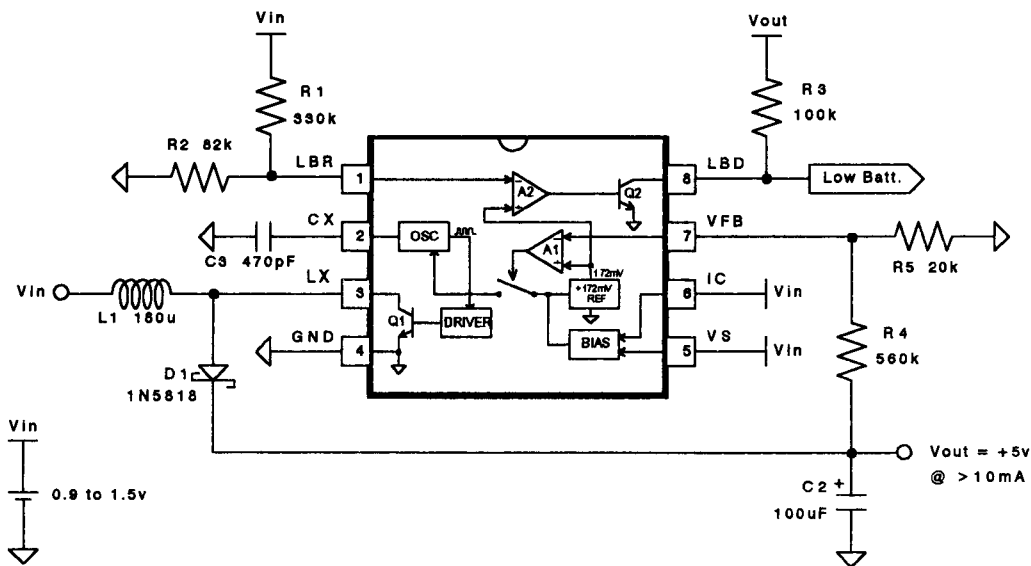 Vin
R1
330k
R2 82k
LBR
1
CX
2
C3 470pF
Vin
L1 180u
LX
3
GND
4
D1
1N5818
Vin
0.9 to 1.5v
A2
Q2
OSC
A1
172mV
+172mV
REF
Q1
DRIVER
BIAS
Vout
R3
100k
8
LBD
Low Batt.
7
VFB
R5 20k
6
IC
Vin
5
VS
Vin
R4
560k
Vout = +5v
@ >10mA
C2 +
100uF